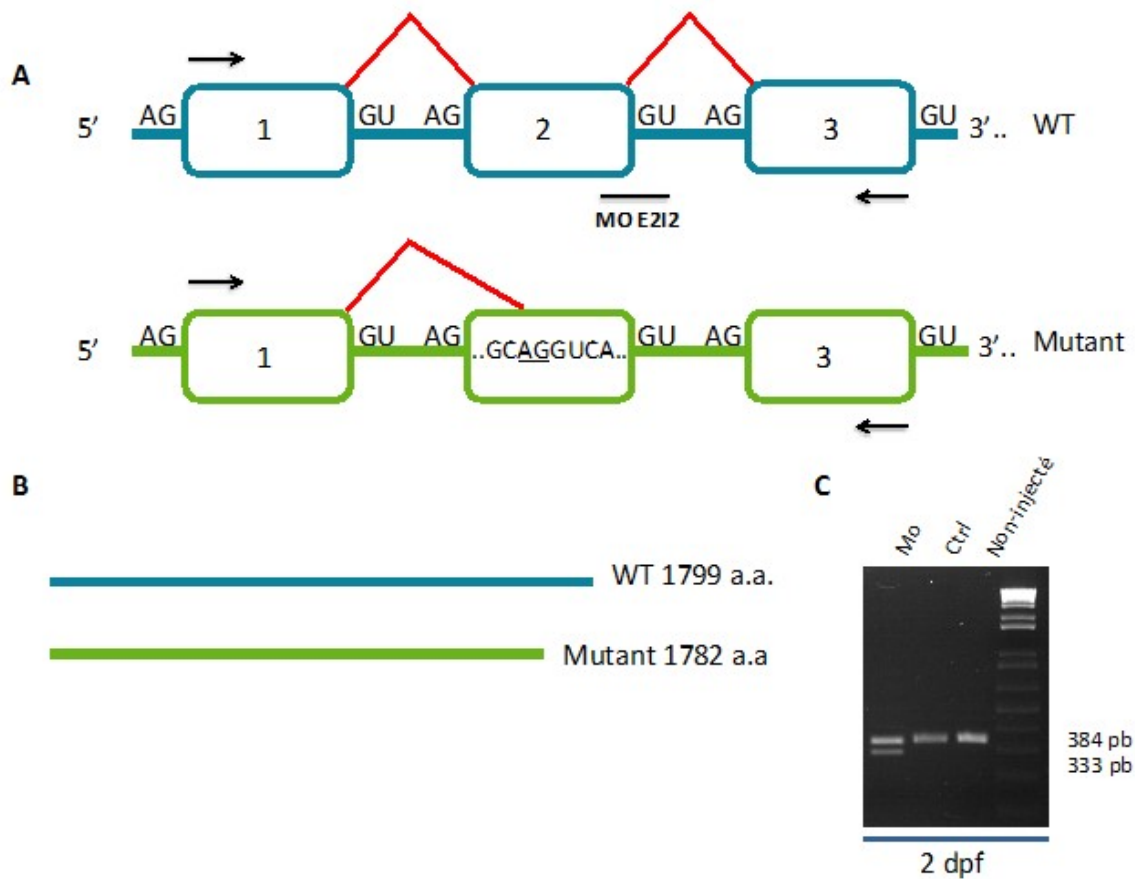 A
5’ AG 1 GU AG 2 GU AG 3 GU 3’.. WT
MO E2I2
5’ AG 1 GU AG ..GCAGGUCA.. GU AG 3 GU 3’.. Mutant
B
WT 1799 a.a.
Mutant 1782 a.a
C
Mo Ctrl Non-injecté
384 pb
333 pb
2 dpf